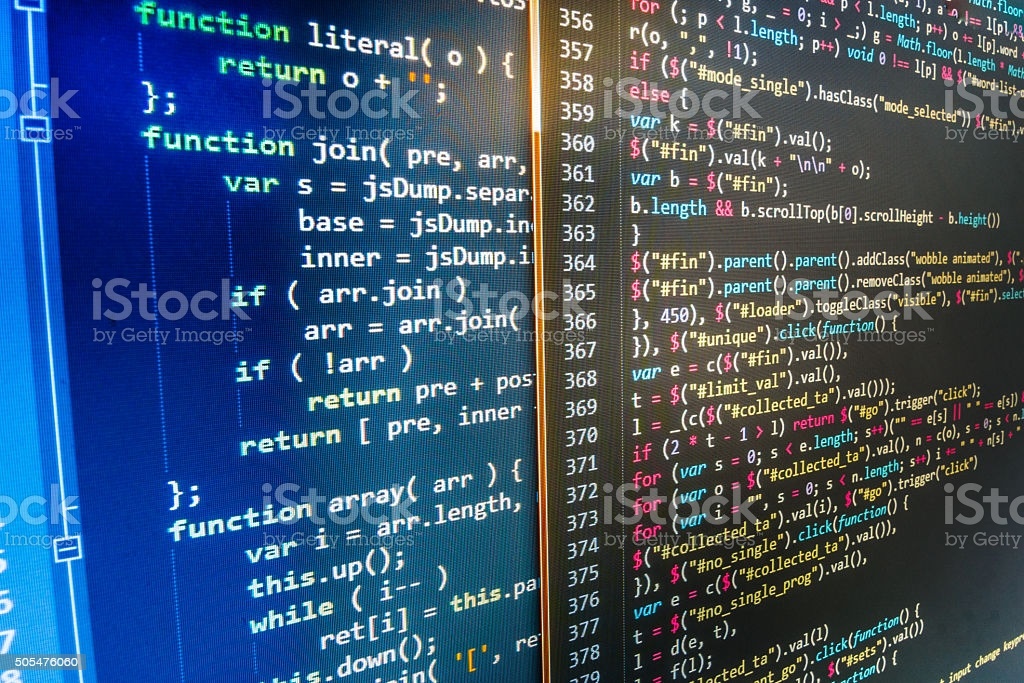 function literal( o ) {
return o + '';
};
function join( pre, arr,
var s = jsDump.separ
base = jsDump.in
inner = jsDump.i
if ( arr.join )
arr = arr.join(
if ( !arr )
return pre + pos
return [ pre, inner
};
function array( arr ) {
var i = arr.length,
this.up();
while ( i-- )
ret[i] = this.pa
this.down();
join( '[', re
356
357
358
359
360
361
362
363
364
365
366
367
368
369
370
371
372
373
374
375
376
377
378
379
for (; p < l.length; p++) void 0 !== l[p] &&
r(o, ",", !1);
if ($("#mode_single").hasClass("mode_selected"))
else {
var k = $("#fin").val();
$("#fin").val(k + "\n\n" + o);
var b = $("#fin");
b.length && b.scrollTop(b[0].scrollHeight - b.height())
}
$("#fin").parent().parent().addClass("wobble animated"),
$("#fin").parent().parent().removeClass("wobble animated"),
}, 450), $("#loader").toggleClass("visible"), $("#fin").select
}), $("#unique").click(function() {
var e = c($("#fin").val()),
t = $("#limit_val").val(),
l = _(c($("#collected_ta").val()));
if (2 * t - 1 > l) return $("#go").trigger("click");
for (var s = 0; s < e.length; s++)("" == e[s] || " " == e[s])
for (var o = $("#collected_ta").val(), n = c(o), s = 0; s < n.
for (var i = "", s = 0; s < n.length; s++) i += " " + n[s] +
$("#collected_ta").val(i), $("#go").trigger("click")
}), $("#no_single").click(function() {
var e = c($("#collected_ta").val()),
t = $("#no_single_prog").val(),
l = d(e, t),
f(l);
.val(l)
_go").click(function() {
$("#sets").val()
input change keypre
iStock
by Getty Images™
505476060